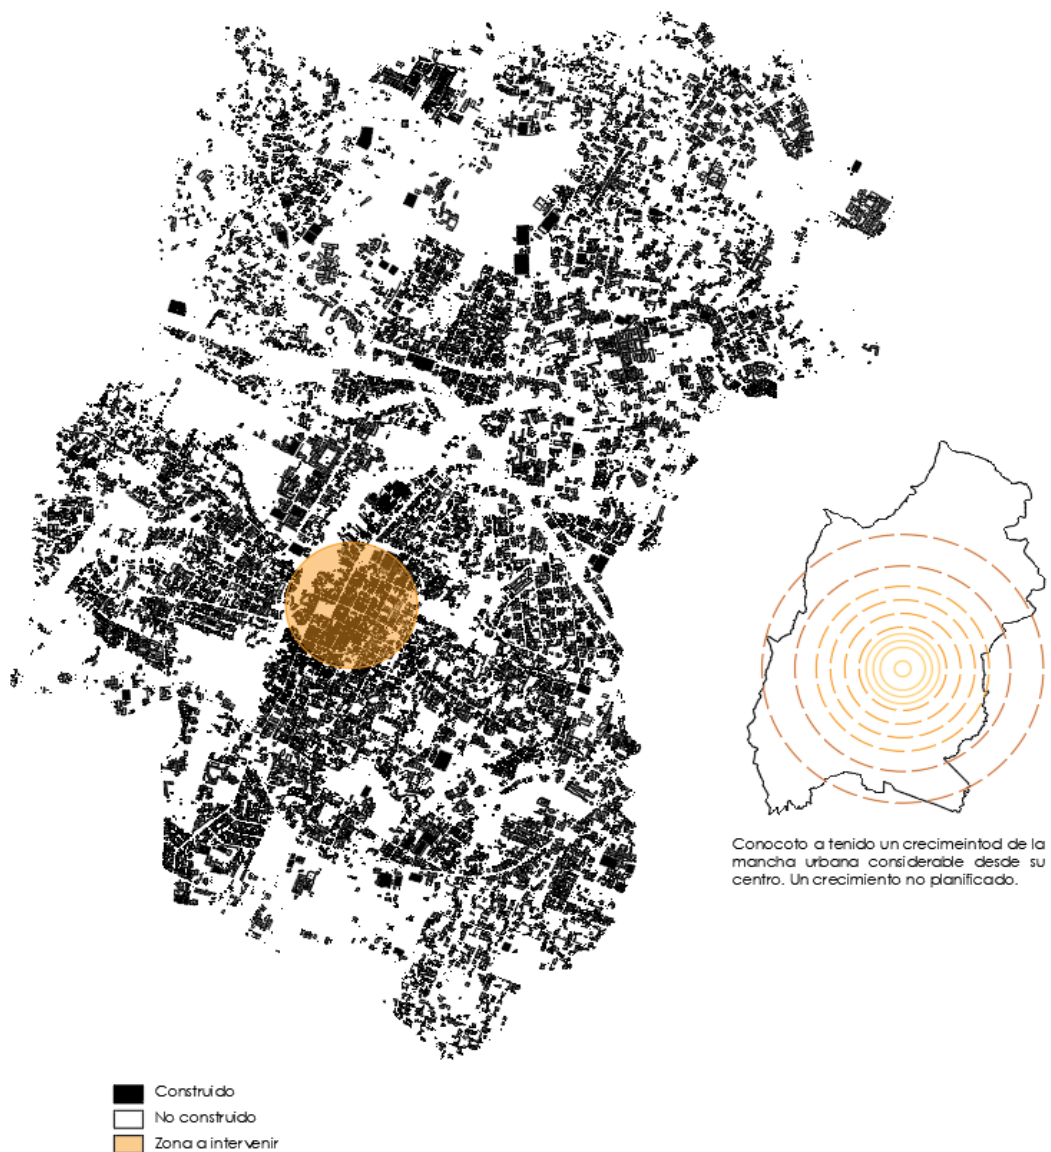 Conocoto a tenido un crecimeintod de la
mancha urbana considerable desde su
centro. Un crecimiento no planificado.
Construido
No construido
Zona a intervenir